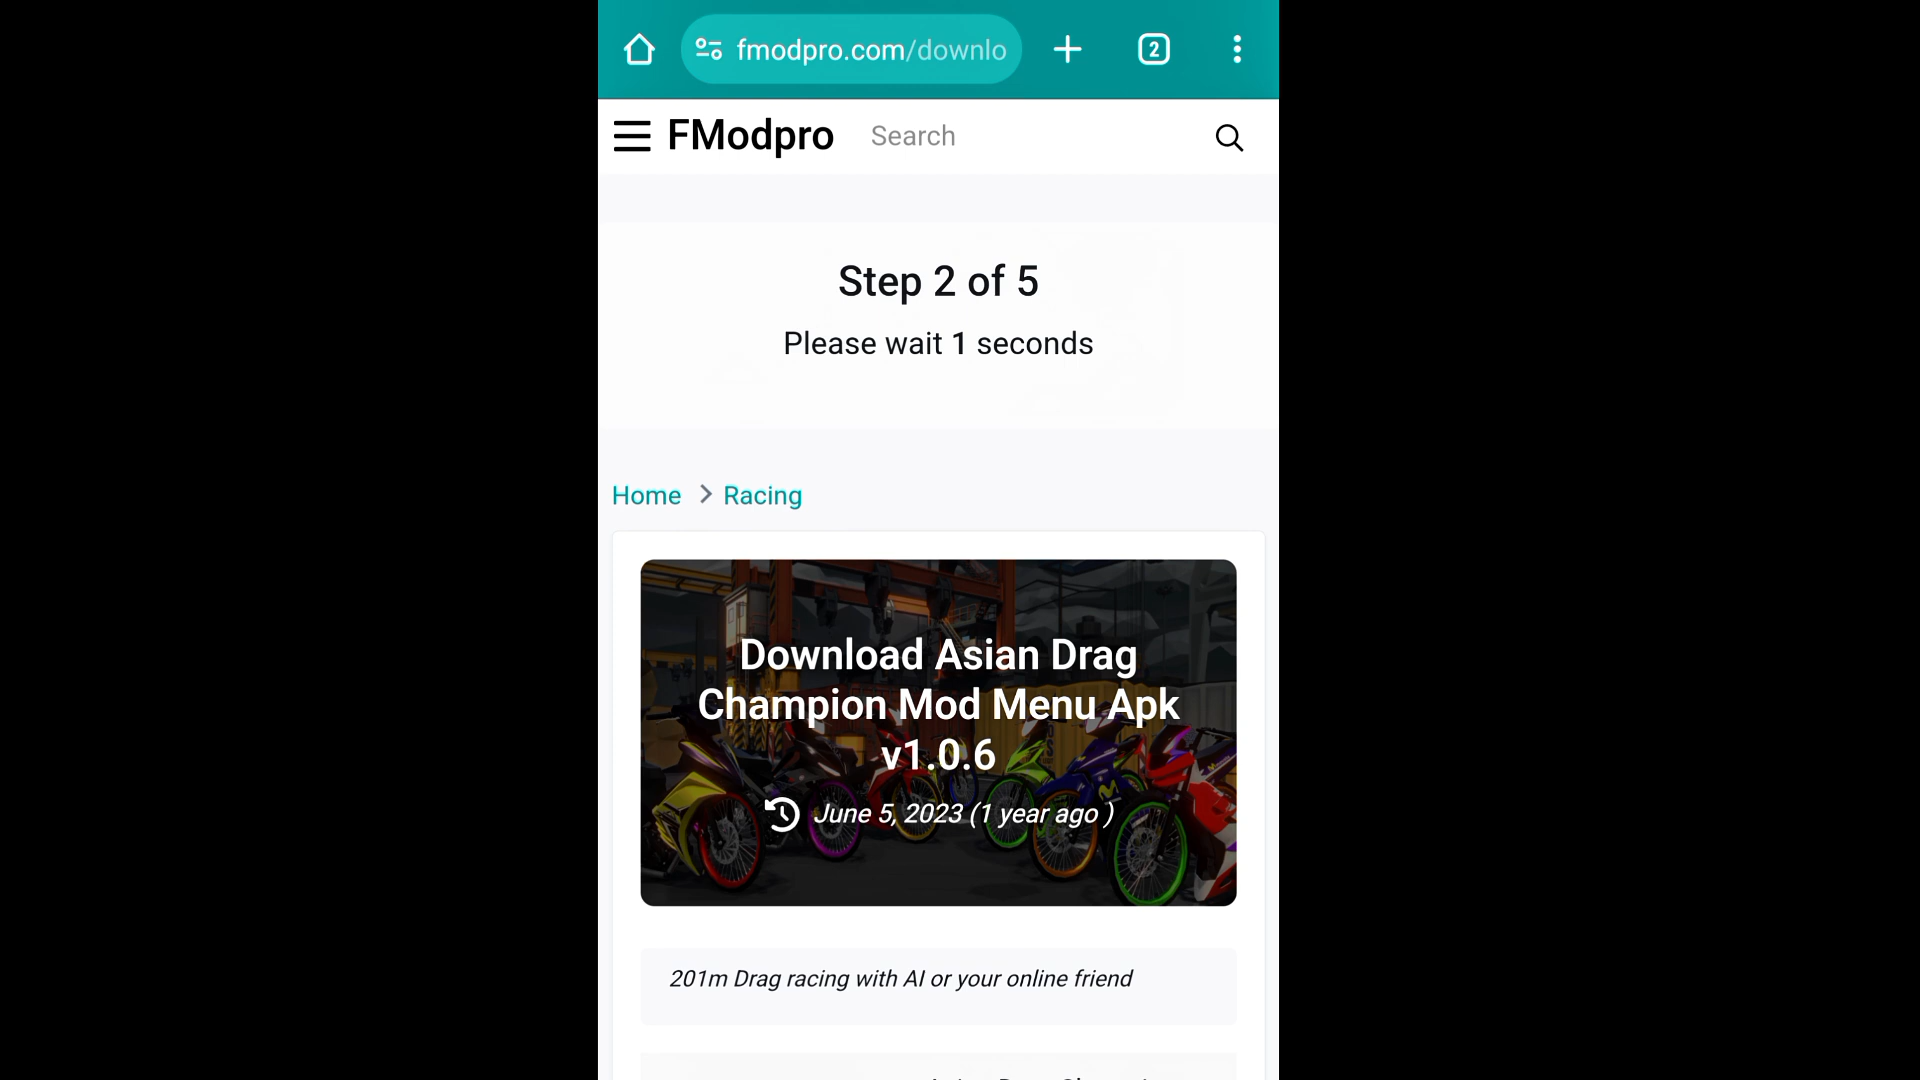 fmodpro.com/downlo
2
FModpro Search
Step 2 of 5
Please wait 1 seconds
Home > Racing
Download Asian Drag
Champion Mod Menu Apk
v1.0.6
June 5, 2023 (1 year ago )
201m Drag racing with AI or your online friend